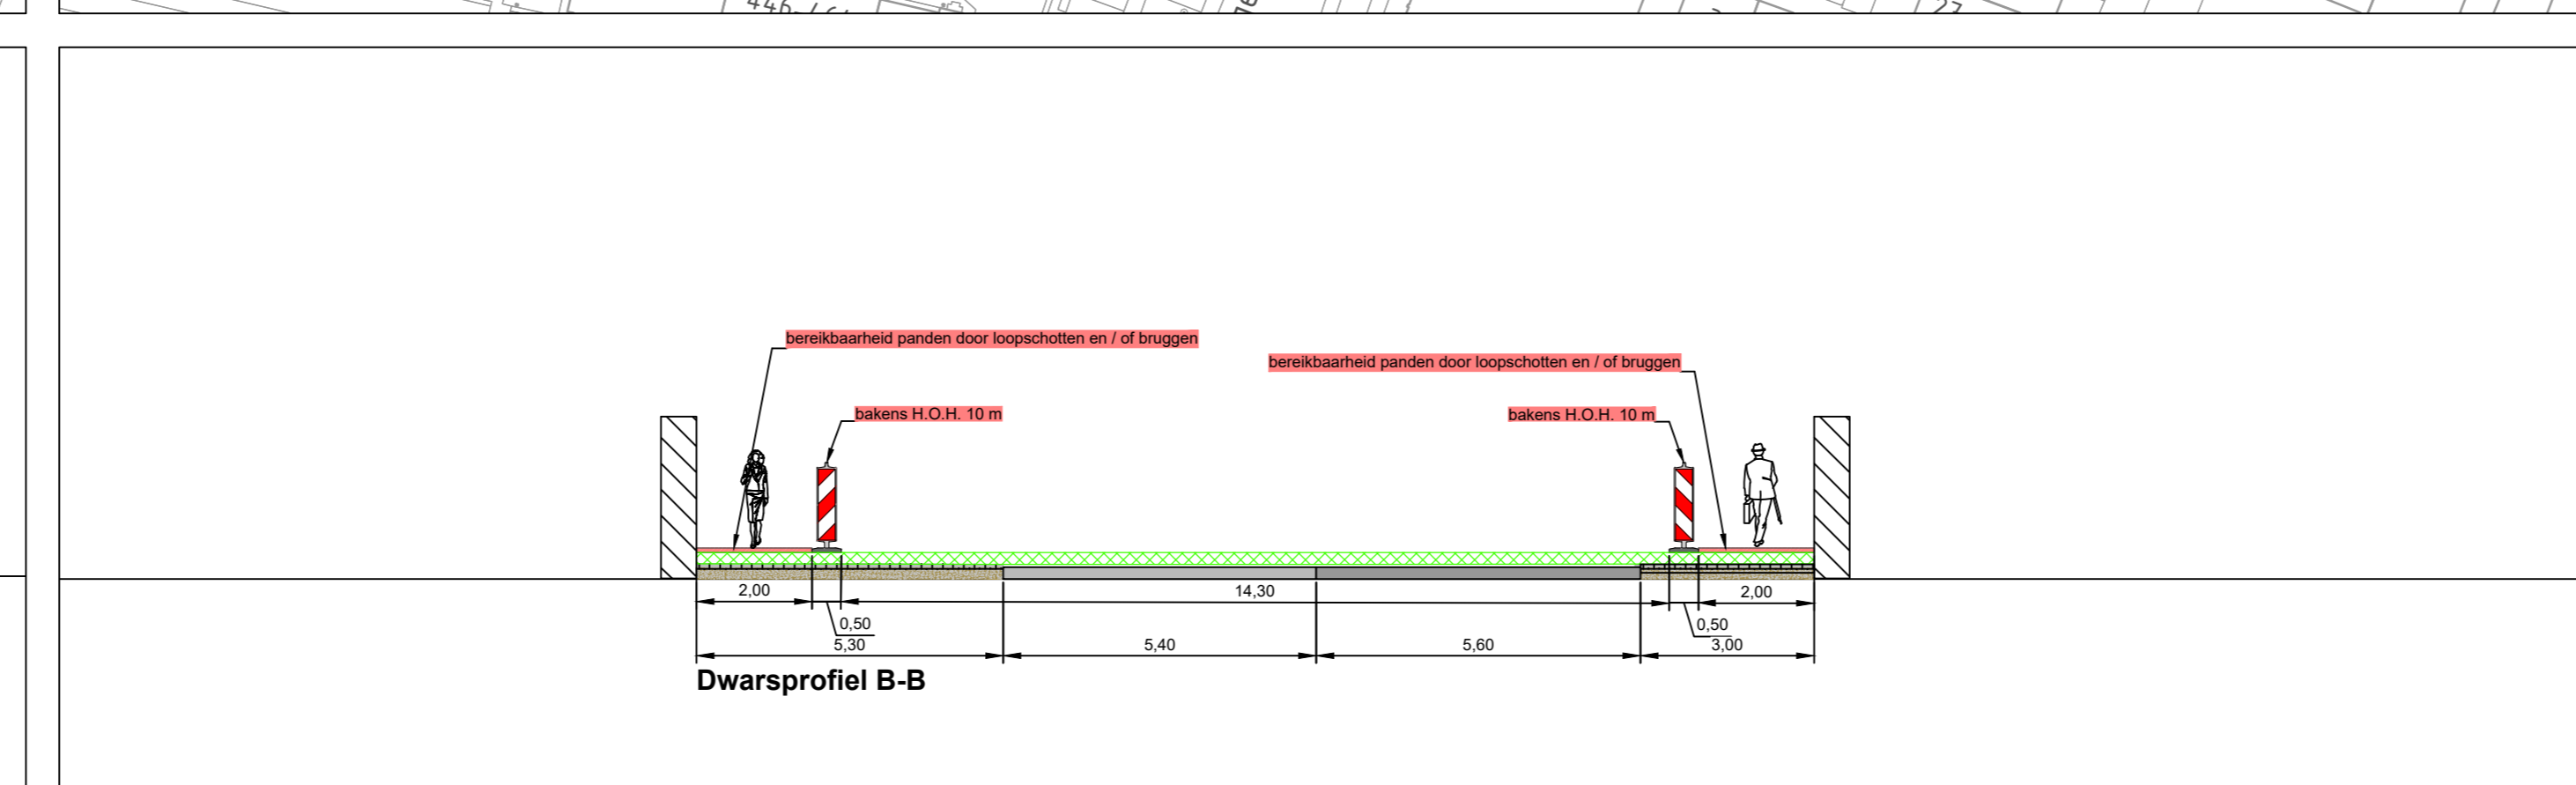 bereikbaarheid panden door loopschotten en / of bruggen
bereikbaarheid panden door loopschotten en / of bruggen
bakens H.O.H. 10 m
bakens H.O.H. 10 m
2,00
14,30
2,00
0,50
0,50
5,30
5,40
5,60
3,00
Dwarsprofiel B-B